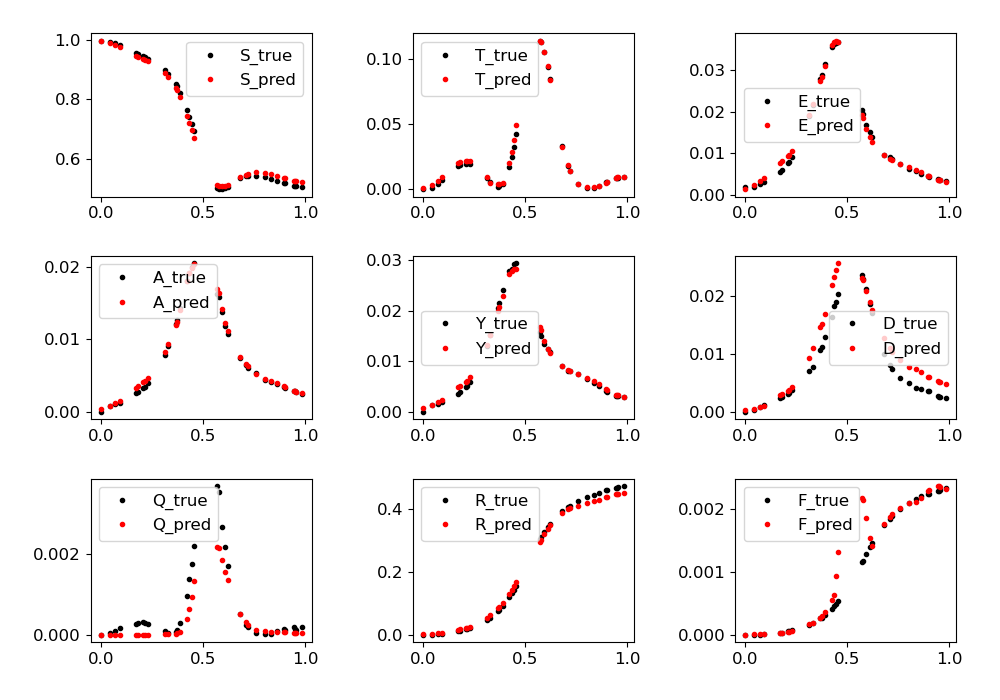 1.0
0.8
0.6
0.0 0.5 1.0
S_true
S_pred
0.10
0.05
0.00
0.0 0.5 1.0
T_true
T_pred
0.03
0.02
0.01
0.00
0.0 0.5 1.0
E_true
E_pred
0.02
0.01
0.00
0.0 0.5 1.0
A_true
A_pred
0.03
0.02
0.01
0.00
0.0 0.5 1.0
Y_true
Y_pred
0.02
0.01
0.00
0.0 0.5 1.0
D_true
D_pred
0.002
0.000
0.0 0.5 1.0
Q_true
Q_pred
0.4
0.2
0.0
0.0 0.5 1.0
R_true
R_pred
0.002
0.001
0.000
0.0 0.5 1.0
F_true
F_pred